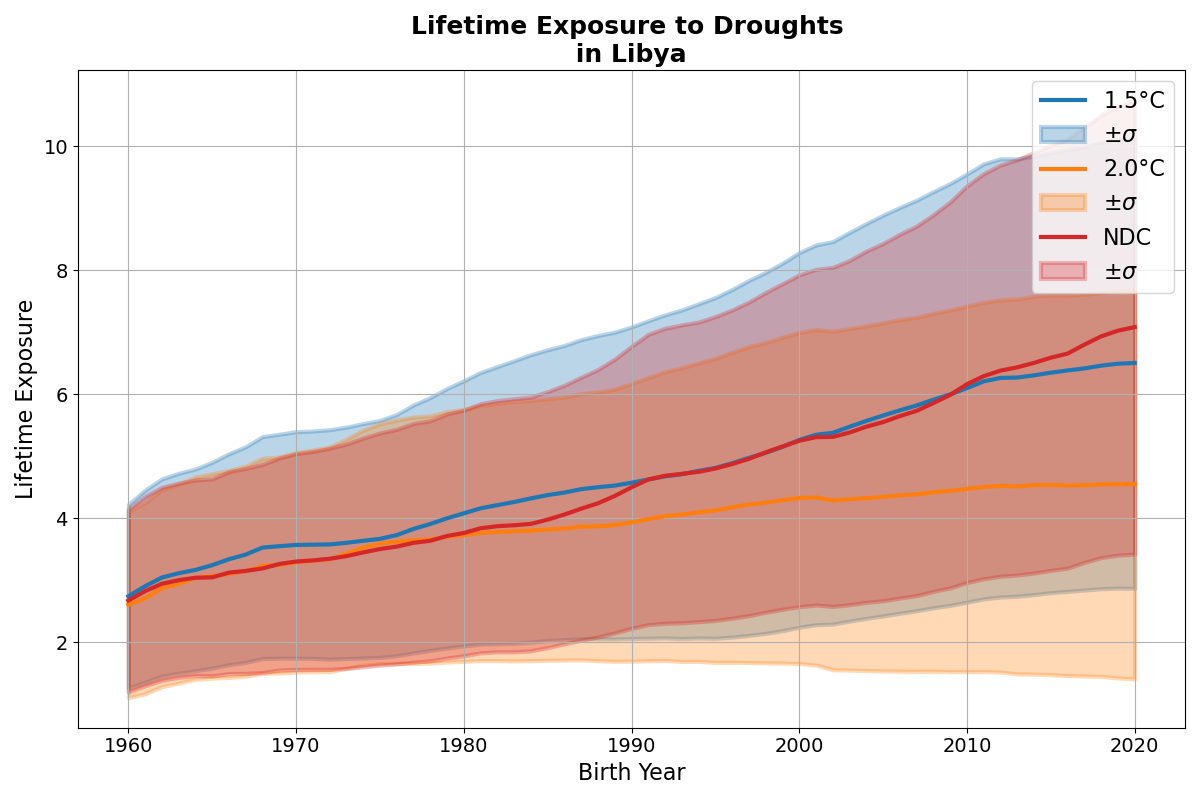 Lifetime Exposure to Droughts
in Libya
1.5°C
±σ
2.0°C
±σ
NDC
±σ
10
8
6
4
2
Lifetime Exposure
1960 1970 1980 1990 2000 2010 2020
Birth Year